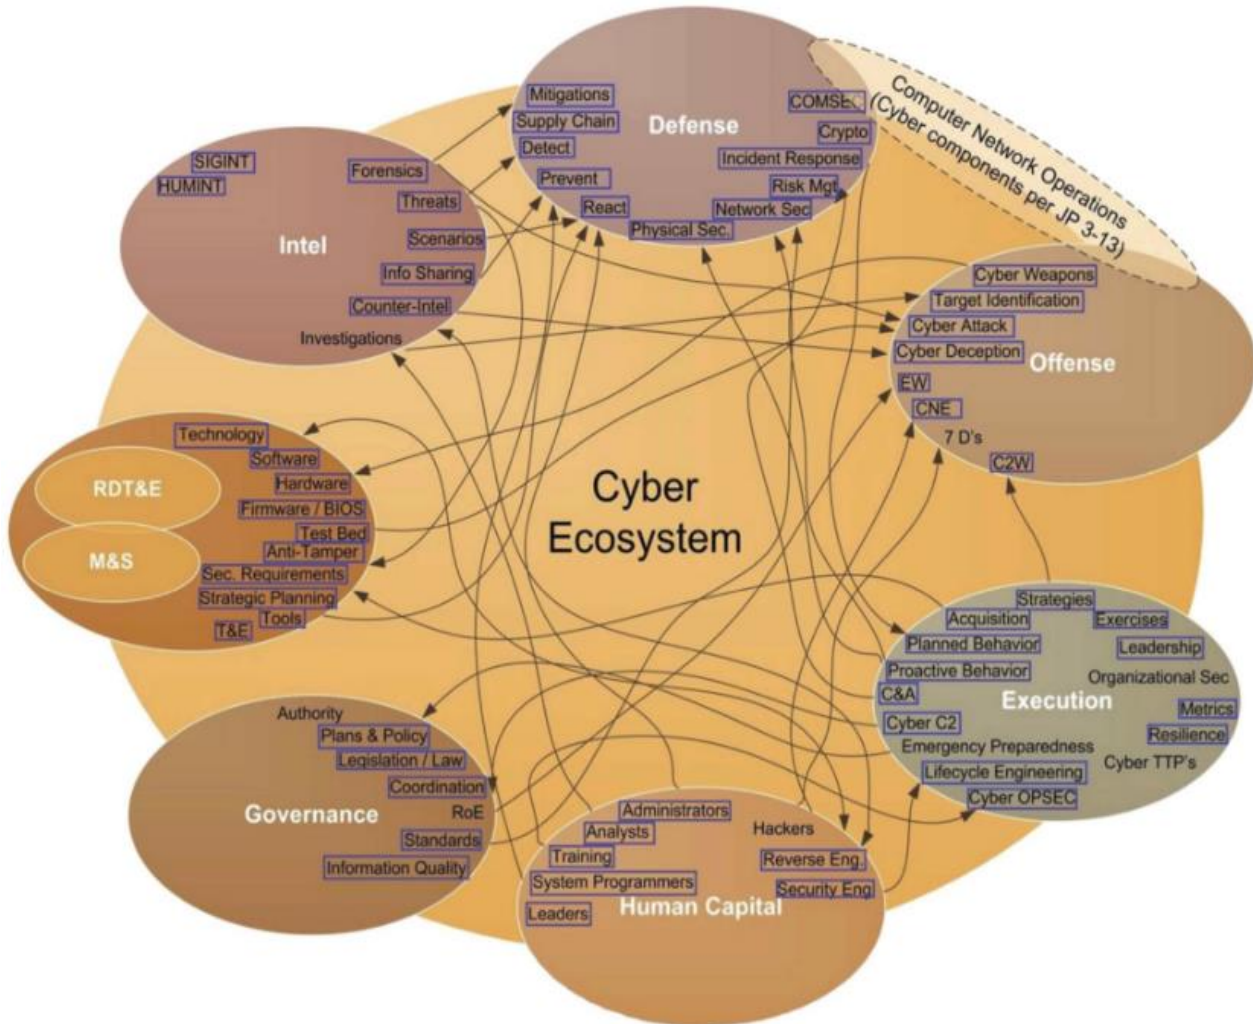 Mitigations
Supply Chain
Detect
Prevent
React
Physical Sec.
Defense
COMSEC
Crypto
Incident Response
Risk Mgt
Network Sec
Computer Network Operations
(Cyber components per JP 3-13)
SIGINT
HUMINT
Forensics
Threats
Scenarios
Info Sharing
Counter-Intel
Investigations
Intel
Cyber Weapons
Target Identification
Cyber Attack
Cyber Deception
EW
CNE
7 D's
C2W
Offense
Technology
Software
Hardware
Firmware / BIOS
Test Bed
Anti-Tamper
Sec. Requirements
Strategic Planning
Tools
T&E
RDT&E
M&S
Cyber
Ecosystem
Strategies
Acquisition
Exercises
Planned Behavior
Leadership
Proactive Behavior
Organizational Sec
C&A
Execution
Metrics
Cyber C2
Resilience
Emergency Preparedness
Cyber TTP's
Lifecycle Engineering
Cyber OPSEC
Authority
Plans & Policy
Legislation / Law
Coordination
RoE
Governance
Standards
Information Quality
Administrators
Analysts
Training
System Programmers
Leaders
Hackers
Reverse Eng.
Security Eng
Human Capital